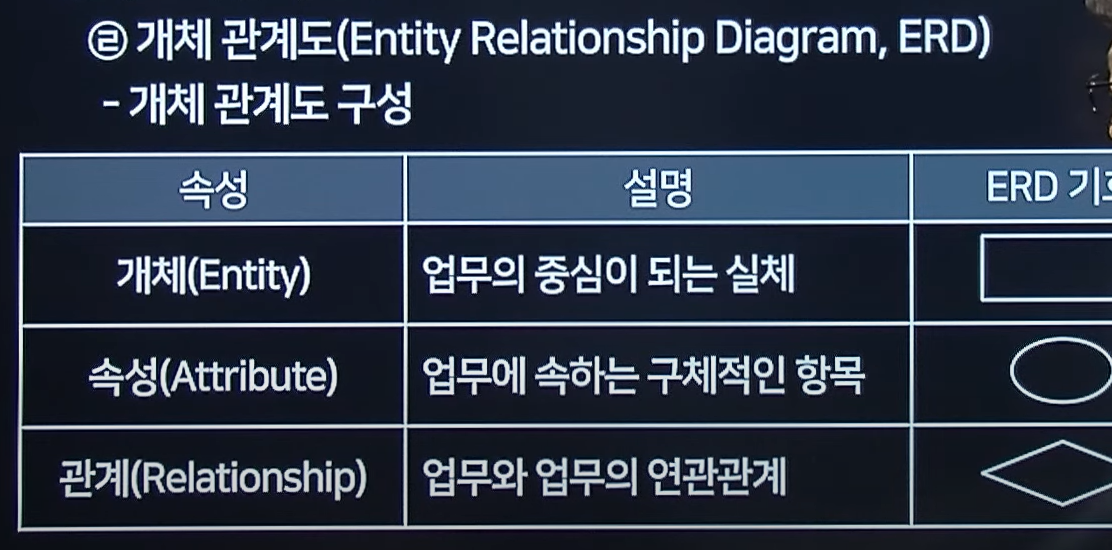 ㉣ 개체 관계도(Entity Relationship Diagram, ERD)
- 개체 관계도 구성
속성 설명 ERD
개체(Entity) 업무의 중심이 되는 실체
속성(Attribute) 업무에 속하는 구체적인 항목
관계(Relationship) 업무와 업무의 연관관계